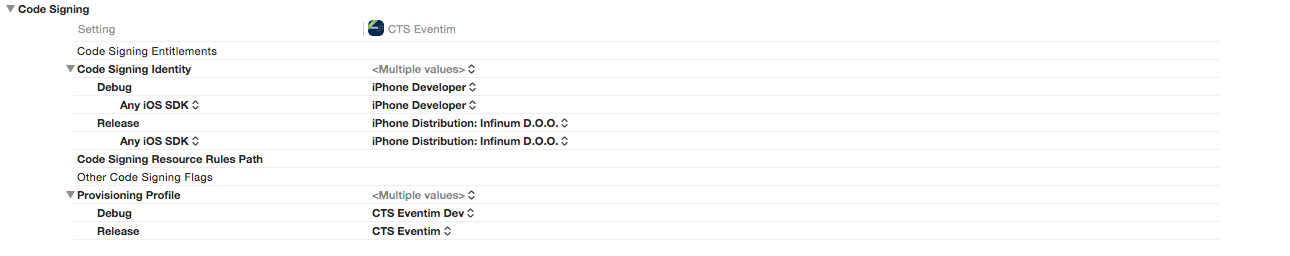 Code Signing
Setting CTS Eventim
Code Signing Entitlements
Code Signing Identity <Multiple values>
Debug iPhone Developer
Any iOS SDK iPhone Developer
Release iPhone Distribution: Infinum D.O.O.
Any iOS SDK iPhone Distribution: Infinum D.O.O.
Code Signing Resource Rules Path
Other Code Signing Flags
Provisioning Profile <Multiple values>
Debug CTS Eventim Dev
Release CTS Eventim